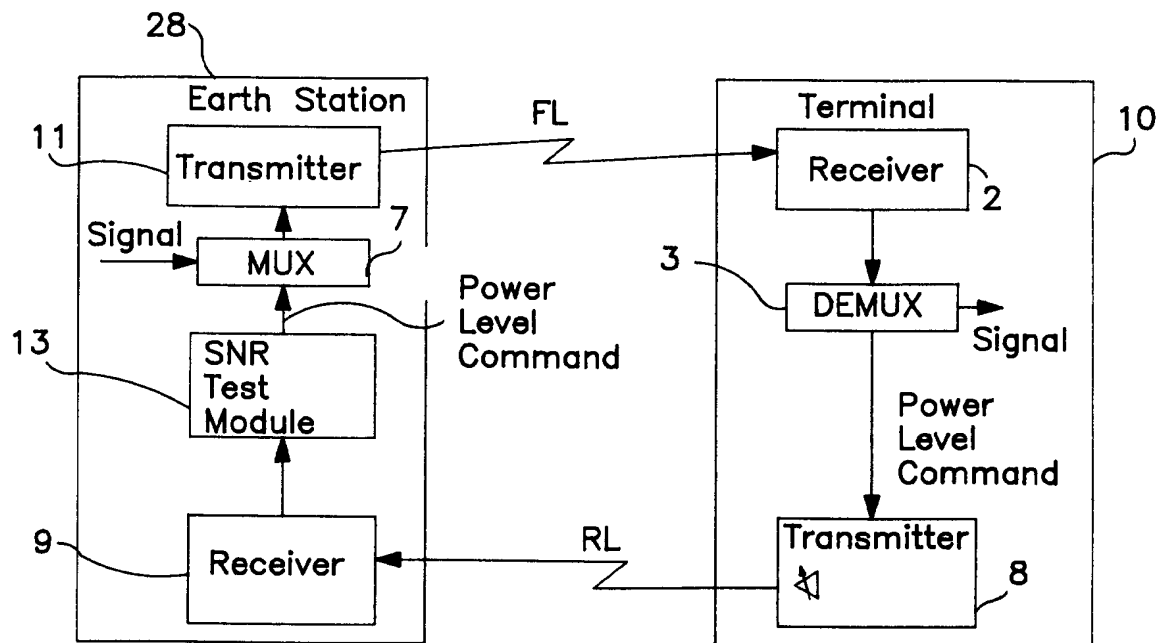 28
Earth Station
11
Transmitter
FL
Terminal
10
Receiver
2
Signal
7
MUX
3
DEMUX
Signal
Power
Level
Command
13
SNR
Test
Module
Power
Level
Command
9
Receiver
RL
Transmitter
8